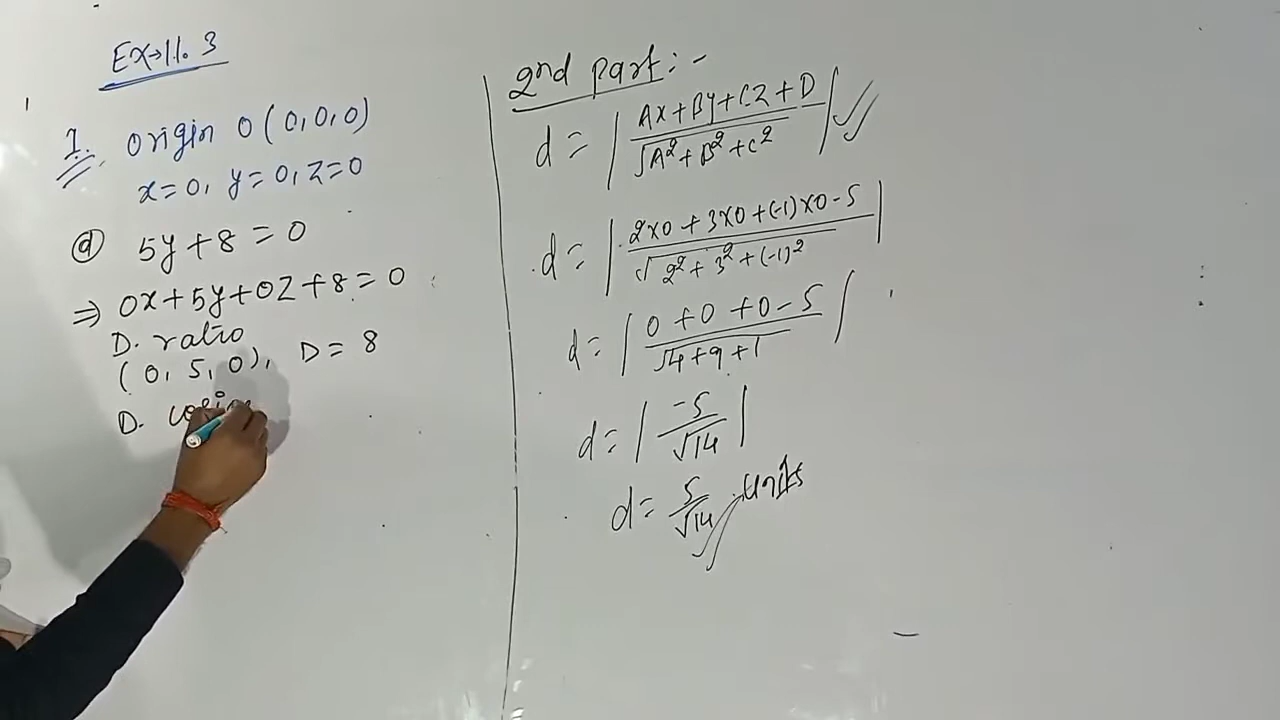 Ex→11.3
1. origin O(0,0,0)
x=0, y=0, z=0
ⓓ 5y+8=0
⇒ 0x+5y+0z+8=0
D. ratio
(0, 5, 0), D=8
D.
2nd part:-
d = |Ax+By+Cz+D / √A²+B²+C²|
d = |2×0+3×0+(-1)×0-5 / √2²+3²+(-1)²|
d = |0+0+0-5 / √4+9+1|
d = |-5/√14|
d = 5/√14 units